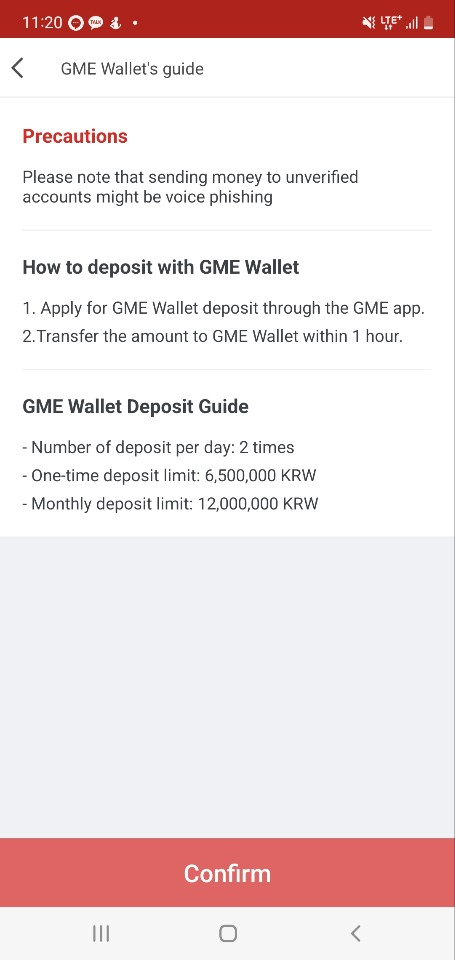 11:20
TALK
LTE+
GME Wallet's guide
Precautions
Please note that sending money to unverified
accounts might be voice phishing
How to deposit with GME Wallet
1. Apply for GME Wallet deposit through the GME app.
2.Transfer the amount to GME Wallet within 1 hour.
GME Wallet Deposit Guide
- Number of deposit per day: 2 times
- One-time deposit limit: 6,500,000 KRW
- Monthly deposit limit: 12,000,000 KRW
Confirm